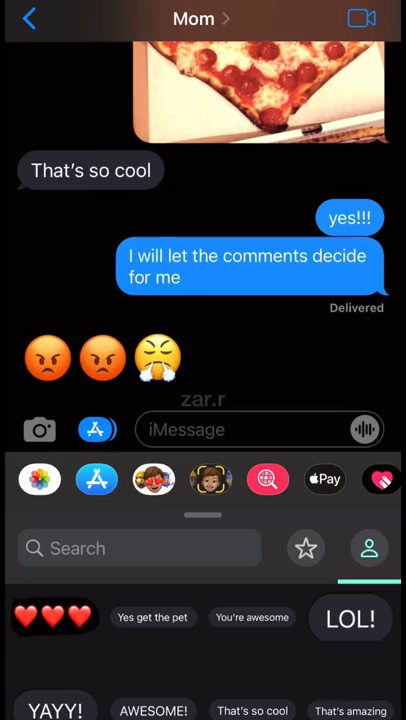 Mom
That's so cool
yes!!!
I will let the comments decide
for me
Delivered
zar.r
iMessage
Pay
Search
Yes get the pet
You're awesome
LOL!
YAYY!
AWESOME!
That's so cool
That's amazing